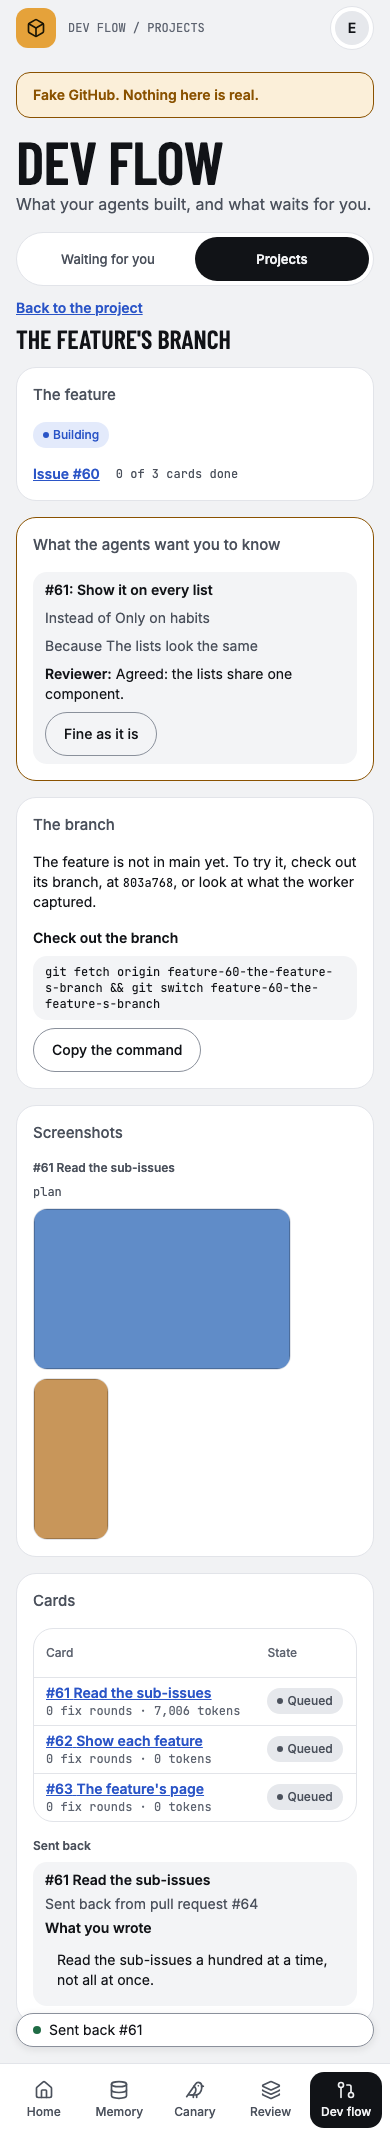 DEV FLOW / PROJECTS
E
Fake GitHub. Nothing here is real.
DEV FLOW
What your agents built, and what waits for you.
Waiting for you
Projects
Back to the project
THE FEATURE'S BRANCH
The feature
Building
Issue #60 0 of 3 cards done
What the agents want you to know
#61: Show it on every list
Instead of Only on habits
Because The lists look the same
Reviewer: Agreed: the lists share one
component.
Fine as it is
The branch
The feature is not in main yet. To try it, check out
its branch, at 803a768, or look at what the worker
captured.
Check out the branch
git fetch origin feature-60-the-feature-
s-branch && git switch feature-60-the-
feature-s-branch
Copy the command
Screenshots
#61 Read the sub-issues
plan
Cards
Card State
#61 Read the sub-issues
0 fix rounds · 7,006 tokens
Queued
#62 Show each feature
0 fix rounds · 0 tokens
Queued
#63 The feature's page
0 fix rounds · 0 tokens
Queued
Sent back
#61 Read the sub-issues
Sent back from pull request #64
What you wrote
Read the sub-issues a hundred at a time,
not all at once.
Sent back #61
Home
Memory
Canary
Review
Dev flow